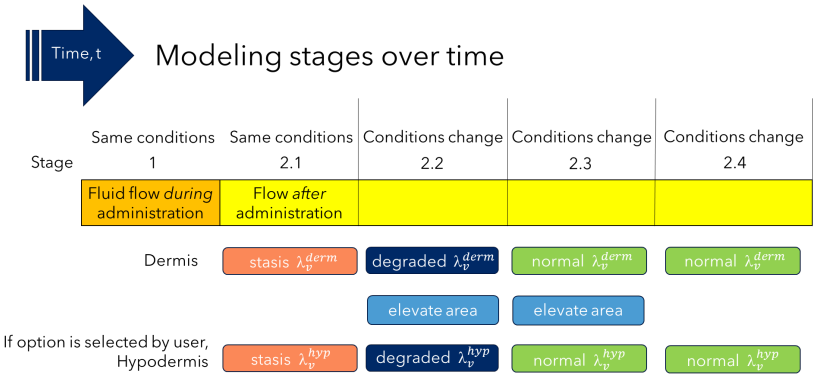 Time, t
Modeling stages over time
Same conditions Same conditions Conditions change Conditions change Conditions change
Stage 1 2.1 2.2 2.3 2.4
Fluid flow during Flow after
administration administration
Dermis stasis λ_v^derm degraded λ_v^derm normal λ_v^derm normal λ_v^derm
elevate area elevate area
If option is selected by user,
Hypodermis stasis λ_v^hyp degraded λ_v^hyp normal λ_v^hyp normal λ_v^hyp